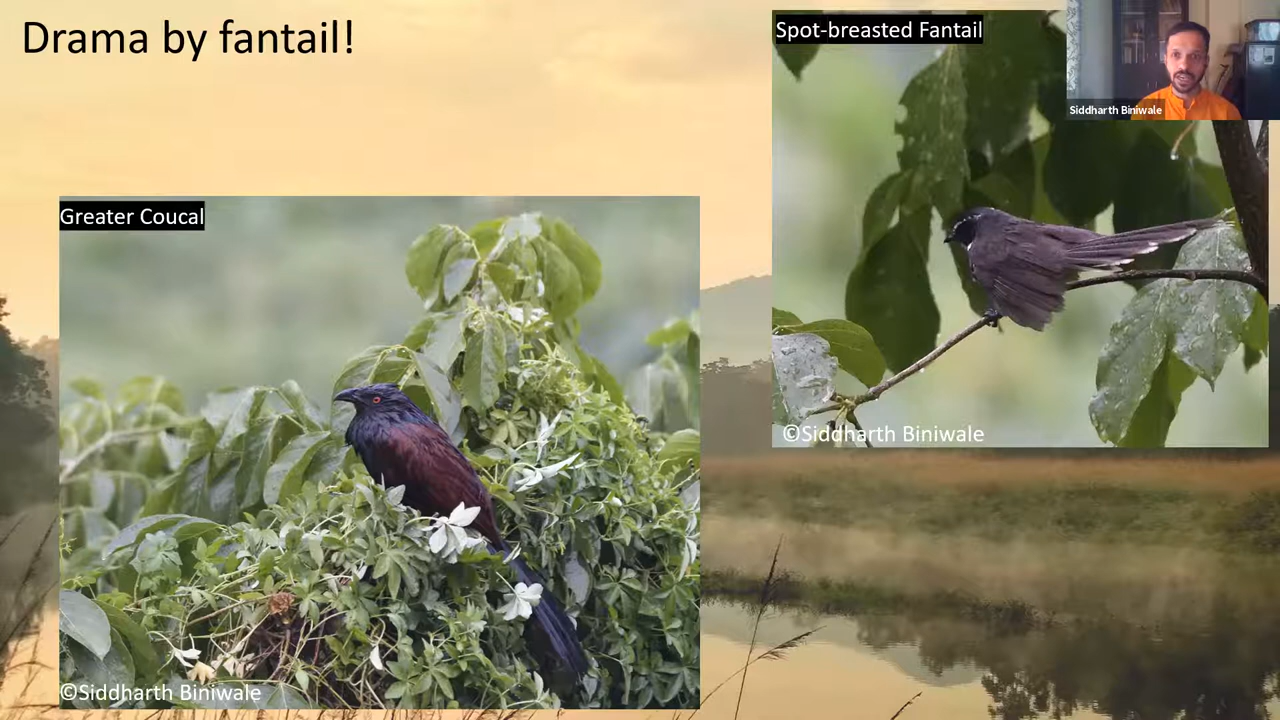 Drama by fantail!
Spot-breasted Fantail
Siddharth Biniwale
Greater Coucal
©Siddharth Biniwale
©Siddharth Biniwale